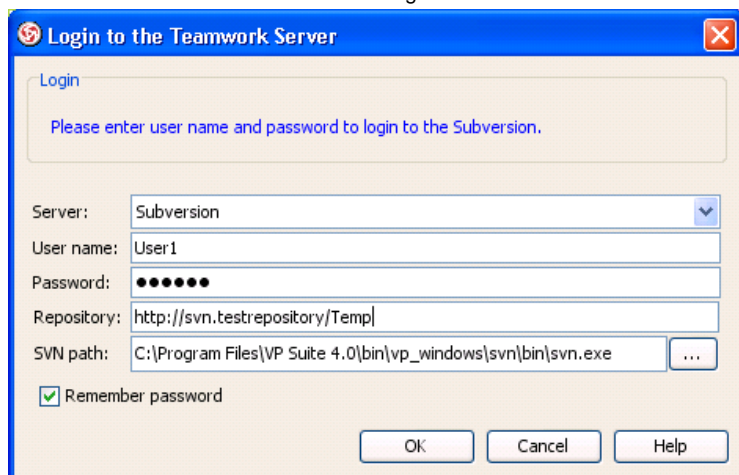 Login to the Teamwork Server
Login
Please enter user name and password to login to the Subversion.
Server: Subversion
User name: User1
Password: ●●●●●●
Repository: http://svn.testrepository/Temp
SVN path: C:\Program Files\VP Suite 4.0\bin\vp_windows\svn\bin\svn.exe ...
Remember password
OK Cancel Help